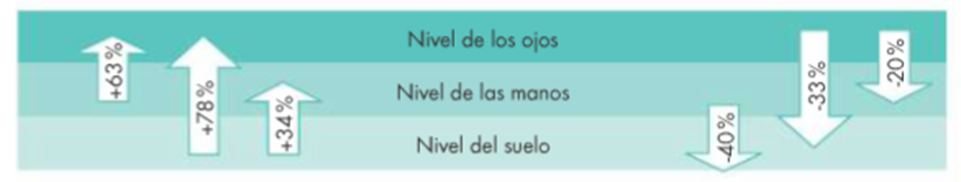 Nivel de los ojos
Nivel de las manos
Nivel del suelo
+63%
+78%
+34%
-40%
-33%
-20%